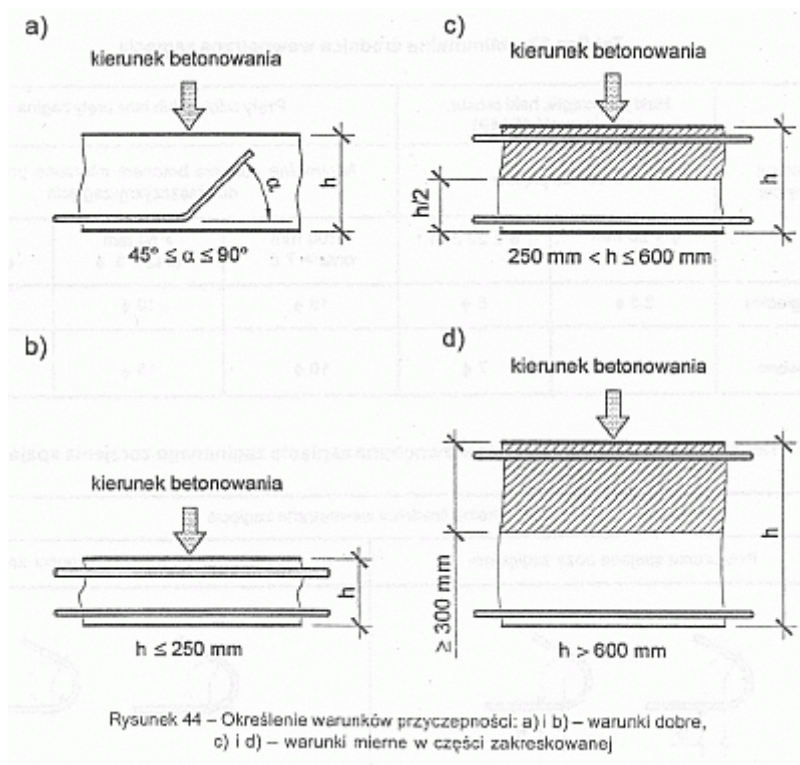 a)
kierunek betonowania
h
α
45° ≤ α ≤ 90°
b)
kierunek betonowania
h
h ≤ 250 mm
c)
kierunek betonowania
h/2
h
250 mm < h ≤ 600 mm
d)
kierunek betonowania
≥ 300 mm
h
h > 600 mm
Rysunek 44 – Określenie warunków przyczepności: a) i b) – warunki dobre,
c) i d) – warunki mierne w części zakreskowanej